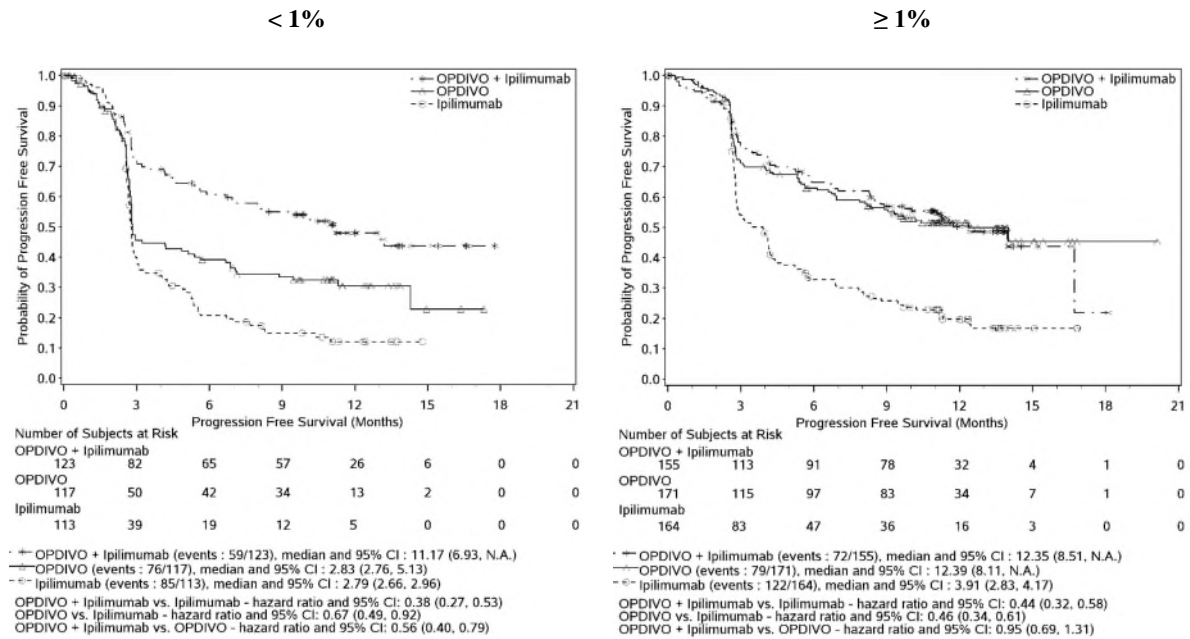 < 1%
OPDIVO + Ipilimumab
OPDIVO
Ipilimumab
Probability of Progression Free Survival
1.0
0.9
0.8
0.7
0.6
0.5
0.4
0.3
0.2
0.1
0.0
0 3 6 9 12 15 18 21
Progression Free Survival (Months)
Number of Subjects at Risk
OPDIVO + Ipilimumab
123 82 65 57 26 6 0 0
OPDIVO
117 50 42 34 13 2 0 0
Ipilimumab
113 39 19 12 5 0 0 0
OPDIVO + Ipilimumab (events : 59/123), median and 95% CI : 11.17 (6.93, N.A.)
OPDIVO (events : 76/117), median and 95% CI : 2.83 (2.76, 5.13)
Ipilimumab (events : 85/113), median and 95% CI : 2.79 (2.66, 2.96)
OPDIVO + Ipilimumab vs. Ipilimumab - hazard ratio and 95% CI: 0.38 (0.27, 0.53)
OPDIVO vs. Ipilimumab - hazard ratio and 95% CI: 0.67 (0.49, 0.92)
OPDIVO + Ipilimumab vs. OPDIVO - hazard ratio and 95% CI: 0.56 (0.40, 0.79)
≥ 1%
OPDIVO + Ipilimumab
OPDIVO
Ipilimumab
Probability of Progression Free Survival
1.0
0.9
0.8
0.7
0.6
0.5
0.4
0.3
0.2
0.1
0.0
0 3 6 9 12 15 18 21
Progression Free Survival (Months)
Number of Subjects at Risk
OPDIVO + Ipilimumab
155 113 91 78 32 4 1 0
OPDIVO
171 115 97 83 34 7 1 0
Ipilimumab
164 83 47 36 16 3 0 0
OPDIVO + Ipilimumab (events : 72/155), median and 95% CI : 12.35 (8.51, N.A.)
OPDIVO (events : 79/171), median and 95% CI : 12.39 (8.11, N.A.)
Ipilimumab (events : 122/164), median and 95% CI : 3.91 (2.83, 4.17)
OPDIVO + Ipilimumab vs. Ipilimumab - hazard ratio and 95% CI: 0.44 (0.32, 0.58)
OPDIVO vs. Ipilimumab - hazard ratio and 95% CI: 0.46 (0.34, 0.61)
OPDIVO + Ipilimumab vs. OPDIVO - hazard ratio and 95% CI: 0.95 (0.69, 1.31)